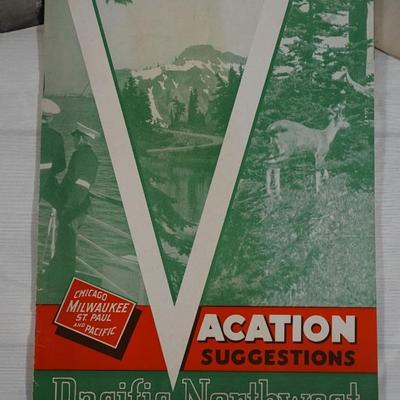 CHICAGO
MILWAUKEE
ST. PAUL
AND PACIFIC
VACATION
SUGGESTIONS
Pacific Northwest